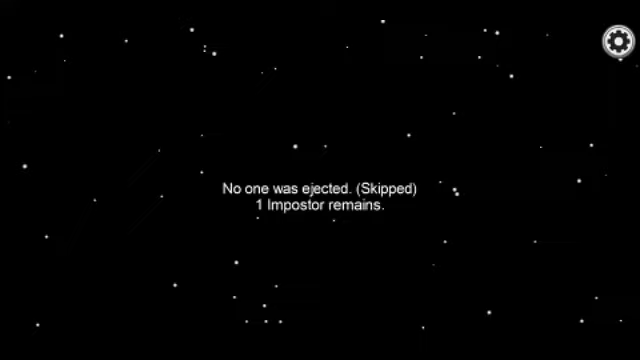 No one was ejected. (Skipped)
1 Impostor remains.